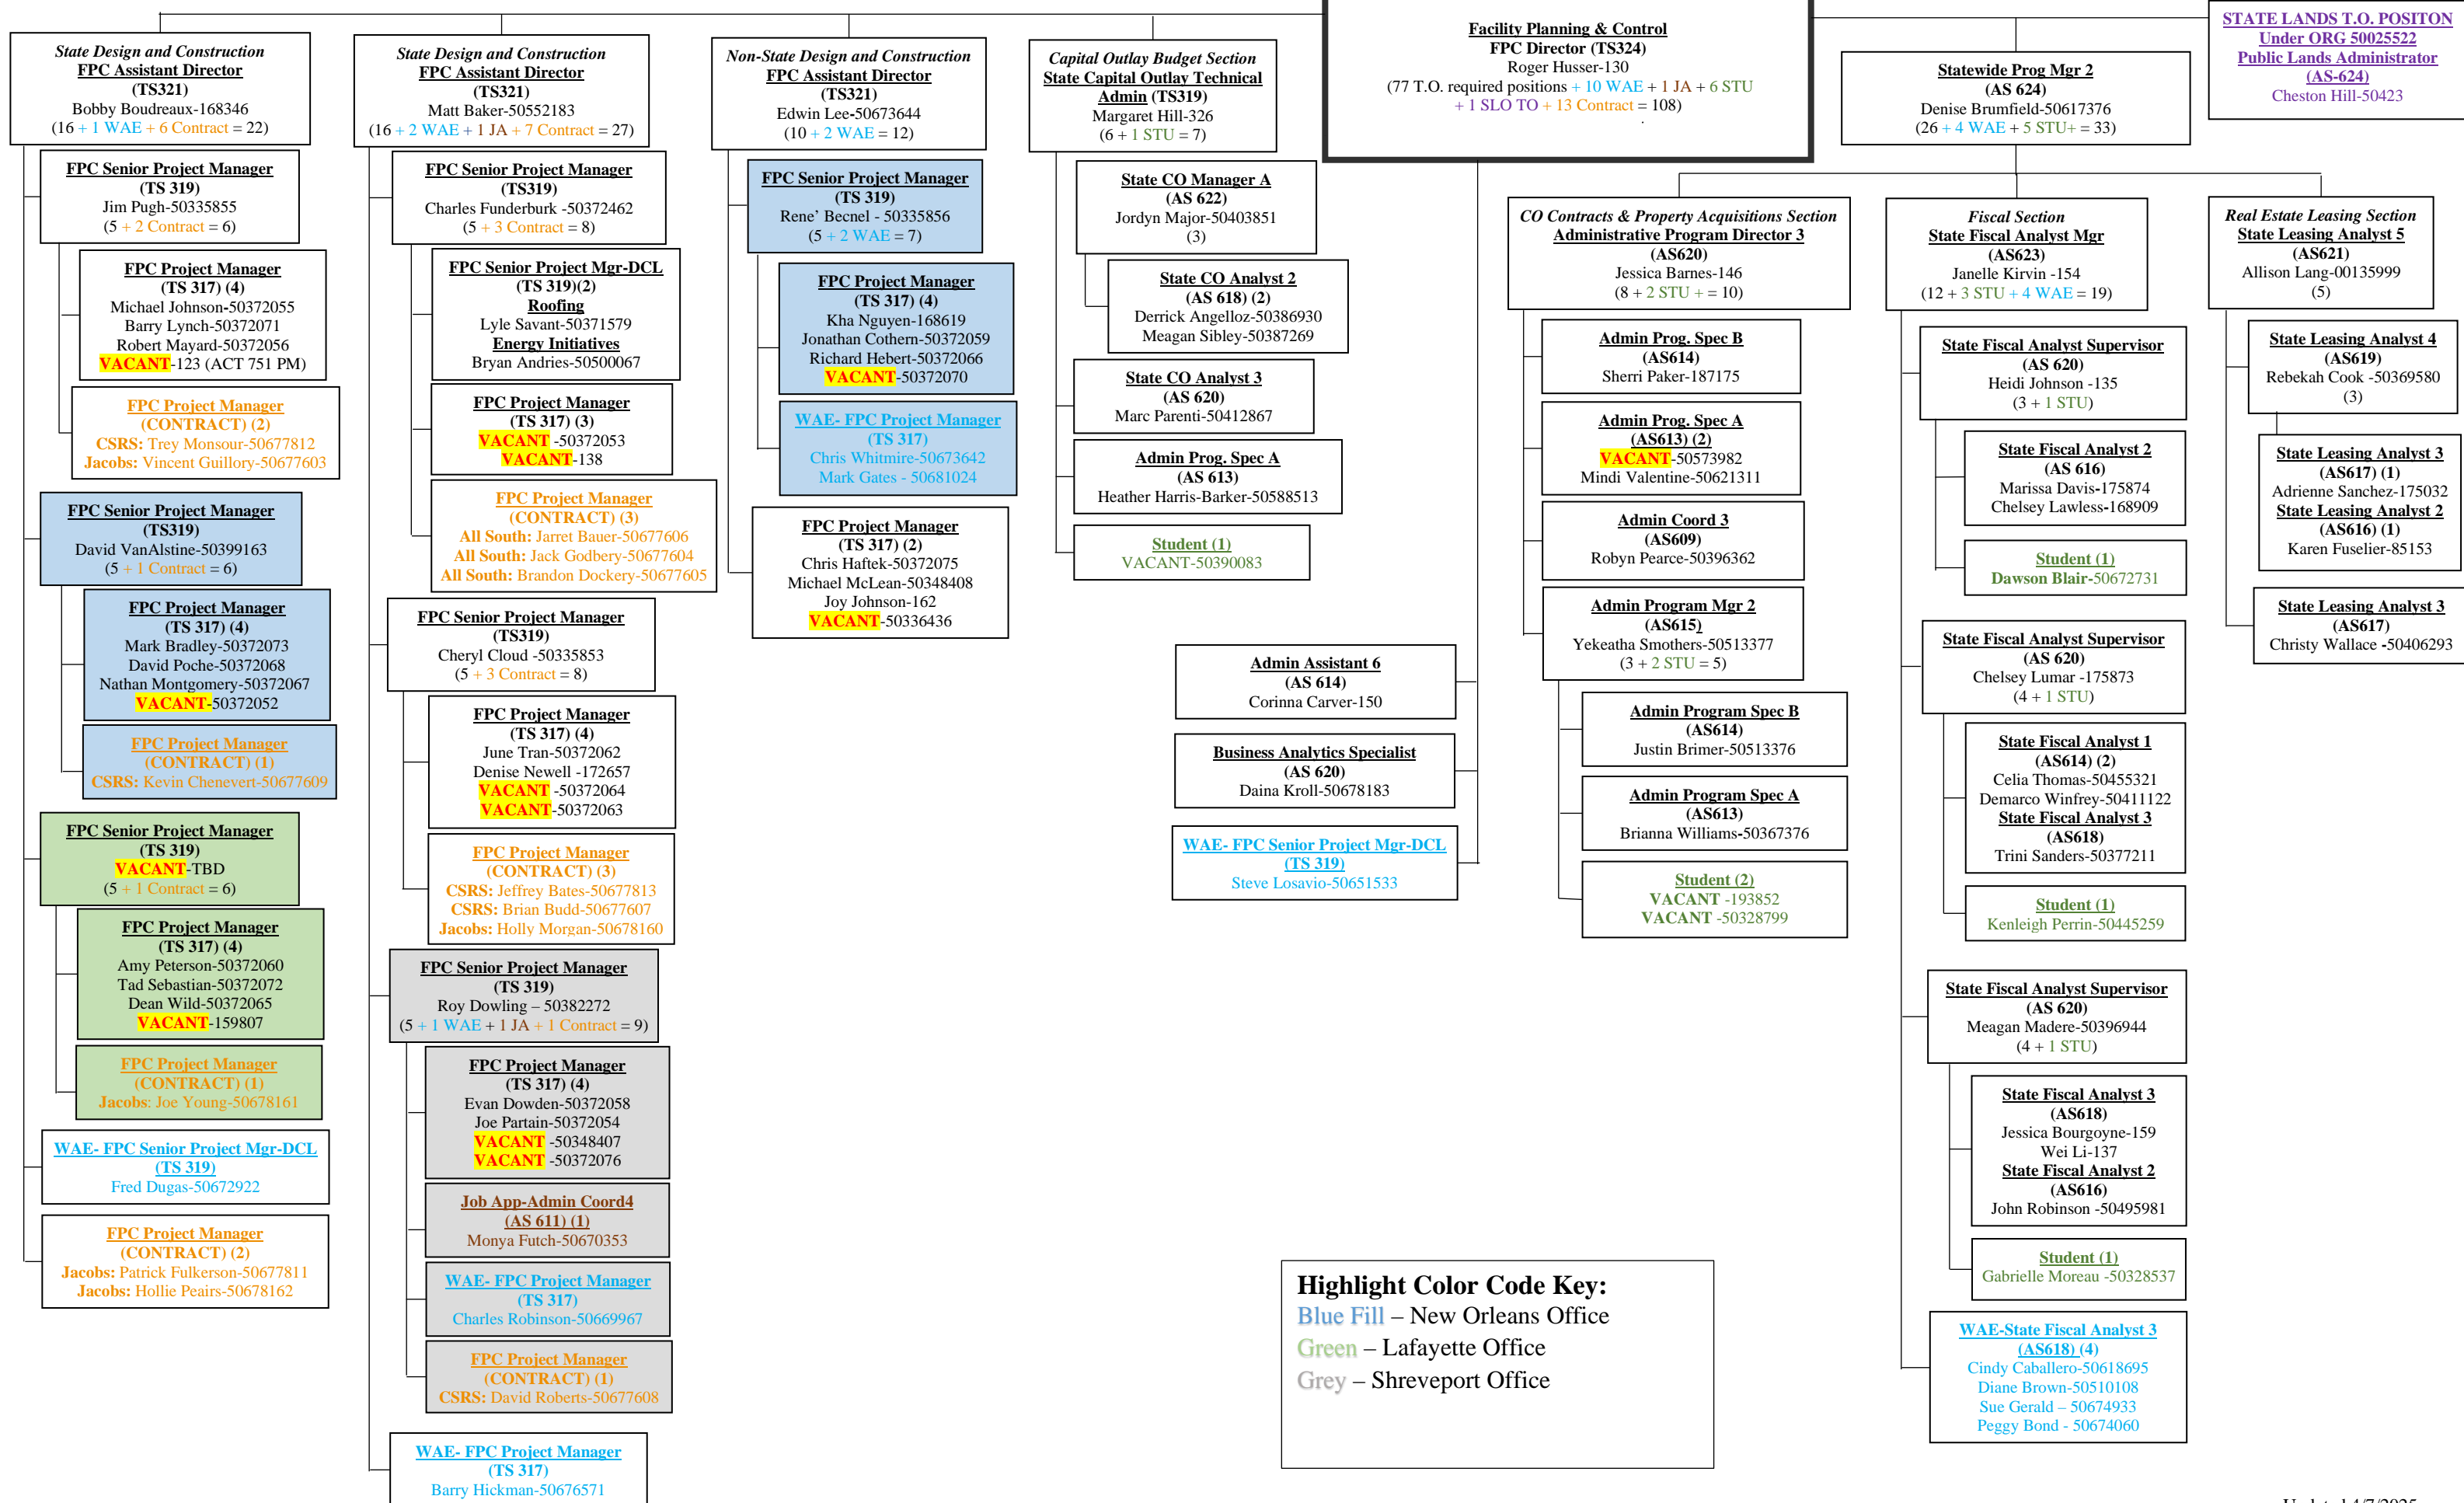 State Design and Construction
FPC Assistant Director
(TS321)
Bobby Boudreaux-168346
(16 + 1 WAE + 6 Contract = 22)
FPC Senior Project Manager
(TS 319)
Jim Pugh-50335855
(5 + 2 Contract = 6)
FPC Project Manager
(TS 317) (4)
Michael Johnson-50372055
Barry Lynch-50372071
Robert Mayard-50372056
VACANT-123 (ACT 751 PM)
FPC Project Manager
(CONTRACT) (2)
CSRS: Trey Monsour-50677812
Jacobs: Vincent Guillory-50677603
FPC Senior Project Manager
(TS319)
David VanAlstine-50399163
(5 + 1 Contract = 6)
FPC Project Manager
(TS 317) (4)
Mark Bradley-50372073
David Poche-50372068
Nathan Montgomery-50372067
VACANT-50372052
FPC Project Manager
(CONTRACT) (1)
CSRS: Kevin Chenevert-50677609
FPC Senior Project Manager
(TS 319)
VACANT-TBD
(5 + 1 Contract = 6)
FPC Project Manager
(TS 317) (4)
Amy Peterson-50372060
Tad Sebastian-50372072
Dean Wild-50372065
VACANT-159807
FPC Project Manager
(CONTRACT) (1)
Jacobs: Joe Young-50678161
WAE- FPC Senior Project Mgr-DCL
(TS 319)
Fred Dugas-50672922
FPC Project Manager
(CONTRACT) (2)
Jacobs: Patrick Fulkerson-50677811
Jacobs: Hollie Peairs-50678162
State Design and Construction
FPC Assistant Director
(TS321)
Matt Baker-50552183
(16 + 2 WAE + 1 JA + 7 Contract = 27)
FPC Senior Project Manager
(TS319)
Charles Funderburk -50372462
(5 + 3 Contract = 8)
FPC Senior Project Mgr-DCL
(TS 319)(2)
Roofing
Lyle Savant-50371579
Energy Initiatives
Bryan Andries-50500067
FPC Project Manager
(TS 317) (3)
VACANT -50372053
VACANT-138
FPC Project Manager
(CONTRACT) (3)
All South: Jarret Bauer-50677606
All South: Jack Godbery-50677604
All South: Brandon Dockery-50677605
FPC Senior Project Manager
(TS319)
Cheryl Cloud -50335853
(5 + 3 Contract = 8)
FPC Project Manager
(TS 317) (4)
June Tran-50372062
Denise Newell -172657
VACANT -50372064
VACANT-50372063
FPC Project Manager
(CONTRACT) (3)
CSRS: Jeffrey Bates-50677813
CSRS: Brian Budd-50677607
Jacobs: Holly Morgan-50678160
FPC Senior Project Manager
(TS 319)
Roy Dowling – 50382272
(5 + 1 WAE + 1 JA + 1 Contract = 9)
FPC Project Manager
(TS 317) (4)
Evan Dowden-50372058
Joe Partain-50372054
VACANT -50348407
VACANT -50372076
Job App-Admin Coord4
(AS 611) (1)
Monya Futch-50670353
WAE- FPC Project Manager
(TS 317)
Charles Robinson-50669967
FPC Project Manager
(CONTRACT) (1)
CSRS: David Roberts-50677608
WAE- FPC Project Manager
(TS 317)
Barry Hickman-50676571
Non-State Design and Construction
FPC Assistant Director
(TS321)
Edwin Lee-50673644
(10 + 2 WAE = 12)
FPC Senior Project Manager
(TS 319)
Rene’ Becnel - 50335856
(5 + 2 WAE = 7)
FPC Project Manager
(TS 317) (4)
Kha Nguyen-168619
Jonathan Cothern-50372059
Richard Hebert-50372066
VACANT-50372070
WAE- FPC Project Manager
(TS 317)
Chris Whitmire-50673642
Mark Gates - 50681024
FPC Project Manager
(TS 317) (2)
Chris Haftek-50372075
Michael McLean-50348408
Joy Johnson-162
VACANT-50336436
Capital Outlay Budget Section
State Capital Outlay Technical
Admin (TS319)
Margaret Hill-326
(6 + 1 STU = 7)
State CO Manager A
(AS 622)
Jordyn Major-50403851
(3)
State CO Analyst 2
(AS 618) (2)
Derrick Angelloz-50386930
Meagan Sibley-50387269
State CO Analyst 3
(AS 620)
Marc Parenti-50412867
Admin Prog. Spec A
(AS 613)
Heather Harris-Barker-50588513
Student (1)
VACANT-50390083
Facility Planning & Control
FPC Director (TS324)
Roger Husser-130
(77 T.O. required positions + 10 WAE + 1 JA + 6 STU
+ 1 SLO TO + 13 Contract = 108)
.
Admin Assistant 6
(AS 614)
Corinna Carver-150
Business Analytics Specialist
(AS 620)
Daina Kroll-50678183
WAE- FPC Senior Project Mgr-DCL
(TS 319)
Steve Losavio-50651533
Statewide Prog Mgr 2
(AS 624)
Denise Brumfield-50617376
(26 + 4 WAE + 5 STU+ = 33)
CO Contracts & Property Acquisitions Section
Administrative Program Director 3
(AS620)
Jessica Barnes-146
(8 + 2 STU + = 10)
Admin Prog. Spec B
(AS614)
Sherri Paker-187175
Admin Prog. Spec A
(AS613) (2)
VACANT-50573982
Mindi Valentine-50621311
Admin Coord 3
(AS609)
Robyn Pearce-50396362
Admin Program Mgr 2
(AS615)
Yekeatha Smothers-50513377
(3 + 2 STU = 5)
Admin Program Spec B
(AS614)
Justin Brimer-50513376
Admin Program Spec A
(AS613)
Brianna Williams-50367376
Student (2)
VACANT -193852
VACANT -50328799
Fiscal Section
State Fiscal Analyst Mgr
(AS623)
Janelle Kirvin -154
(12 + 3 STU + 4 WAE = 19)
State Fiscal Analyst Supervisor
(AS 620)
Heidi Johnson -135
(3 + 1 STU)
State Fiscal Analyst 2
(AS 616)
Marissa Davis-175874
Chelsey Lawless-168909
Student (1)
Dawson Blair-50672731
State Fiscal Analyst Supervisor
(AS 620)
Chelsey Lumar -175873
(4 + 1 STU)
State Fiscal Analyst 1
(AS614) (2)
Celia Thomas-50455321
Demarco Winfrey-50411122
State Fiscal Analyst 3
(AS618)
Trini Sanders-50377211
Student (1)
Kenleigh Perrin-50445259
State Fiscal Analyst Supervisor
(AS 620)
Meagan Madere-50396944
(4 + 1 STU)
State Fiscal Analyst 3
(AS618)
Jessica Bourgoyne-159
Wei Li-137
State Fiscal Analyst 2
(AS616)
John Robinson -50495981
Student (1)
Gabrielle Moreau -50328537
WAE-State Fiscal Analyst 3
(AS618) (4)
Cindy Caballero-50618695
Diane Brown-50510108
Sue Gerald – 50674933
Peggy Bond - 50674060
STATE LANDS T.O. POSITON
Under ORG 50025522
Public Lands Administrator
(AS-624)
Cheston Hill-50423
Real Estate Leasing Section
State Leasing Analyst 5
(AS621)
Allison Lang-00135999
(5)
State Leasing Analyst 4
(AS619)
Rebekah Cook -50369580
(3)
State Leasing Analyst 3
(AS617) (1)
Adrienne Sanchez-175032
State Leasing Analyst 2
(AS616) (1)
Karen Fuselier-85153
State Leasing Analyst 3
(AS617)
Christy Wallace -50406293
Highlight Color Code Key:
Blue Fill – New Orleans Office
Green – Lafayette Office
Grey – Shreveport Office
Updated 4/7/2025